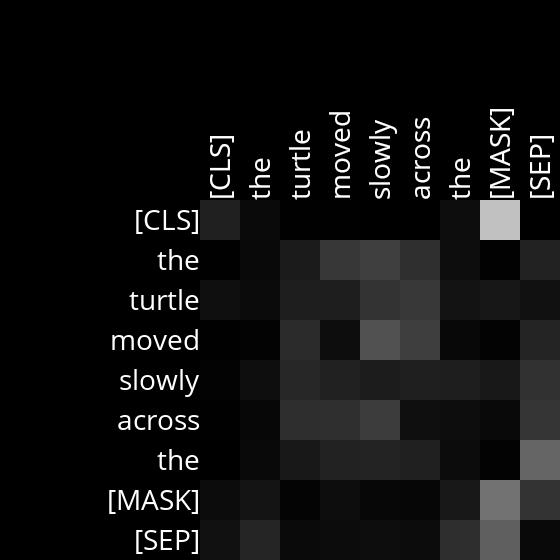 [CLS] the turtle moved slowly across the [MASK] [SEP]
[CLS]
the
turtle
moved
slowly
across
the
[MASK]
[SEP]